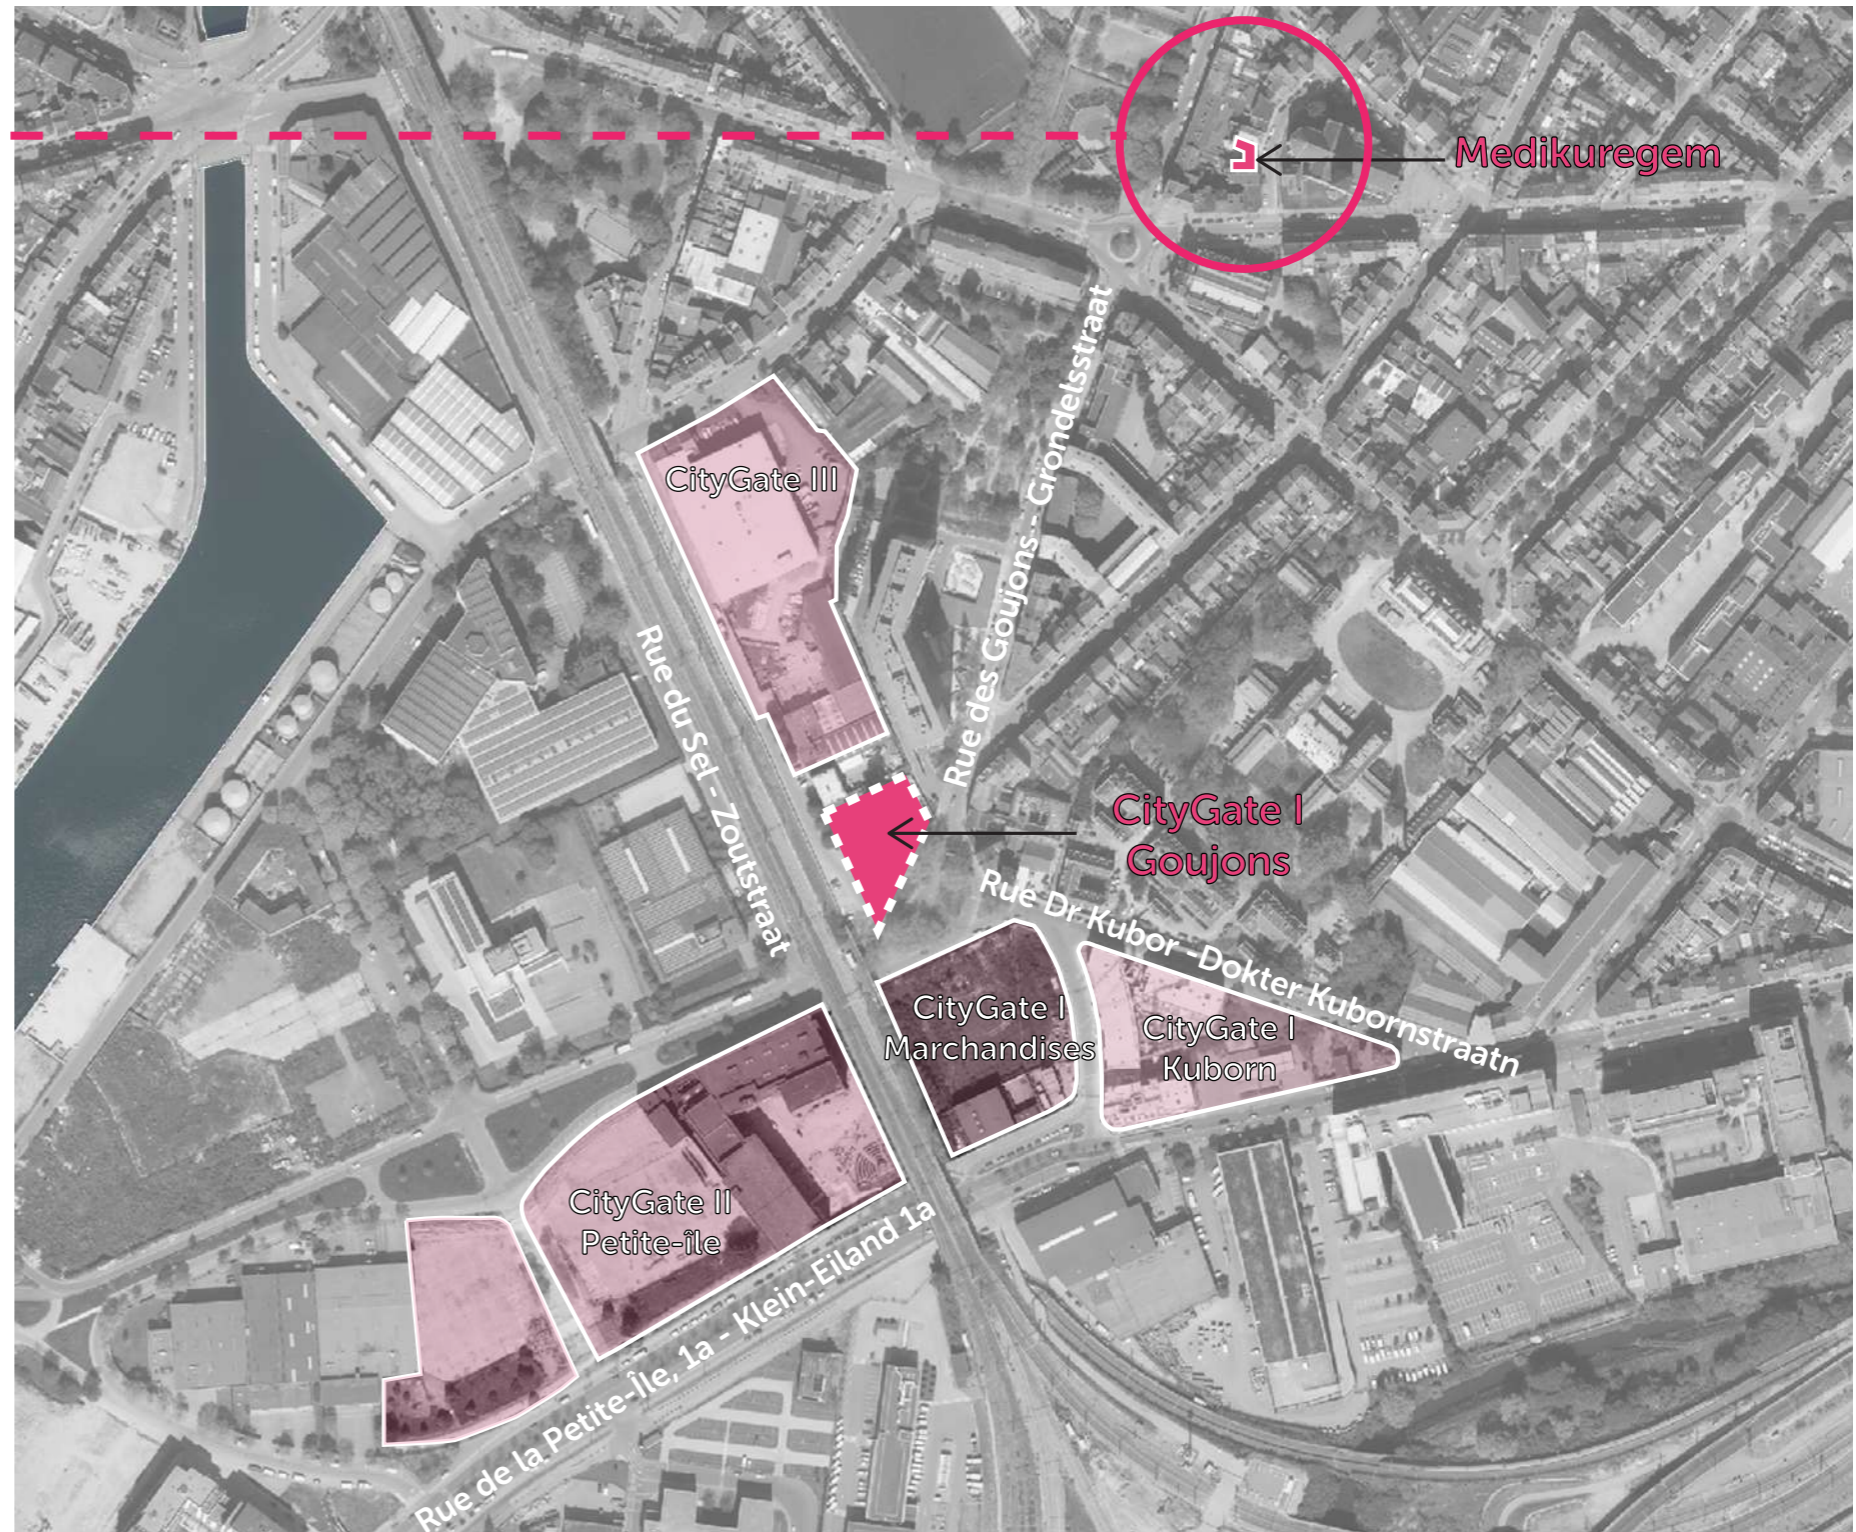 Medikuregem
Rue des Goujons - Grondelsstraat
CityGate III
Rue du Sel - Zoutstraat
CityGate I
Goujons
Rue Dr Kubor -Dokter Kubornstraatn
CityGate I
Marchandises
CityGate I
Kuborn
CityGate II
Petite-île
Rue de la Petite-Île, 1a - Klein-Eiland 1a